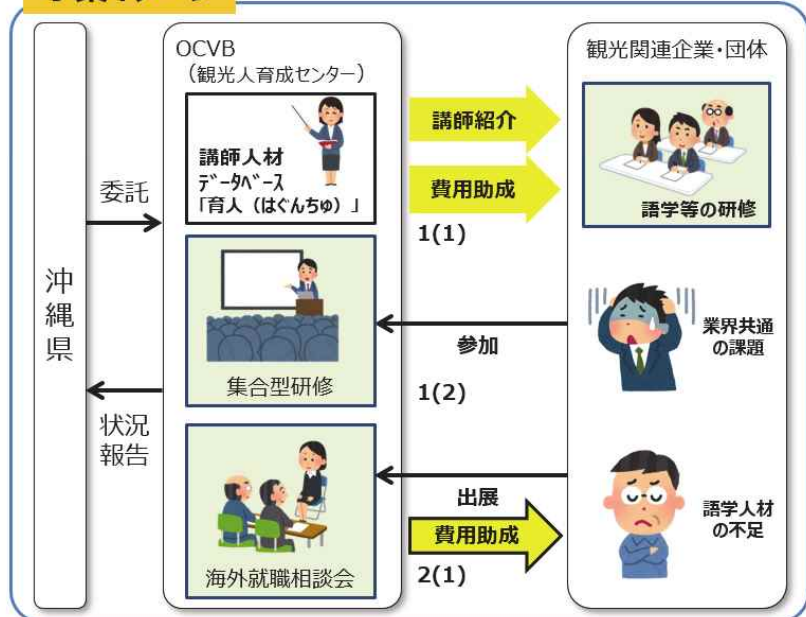 沖縄県
委託
状況
報告
OCVB
（観光人育成センター）
講師人材
ﾃﾞｰﾀﾍﾞｰｽ
「育人（はぐんちゅ）」
集合型研修
海外就職相談会
講師紹介
費用助成
1(1)
参加
1(2)
出展
費用助成
2(1)
観光関連企業・団体
語学等の研修
業界共通
の課題
語学人材
の不足